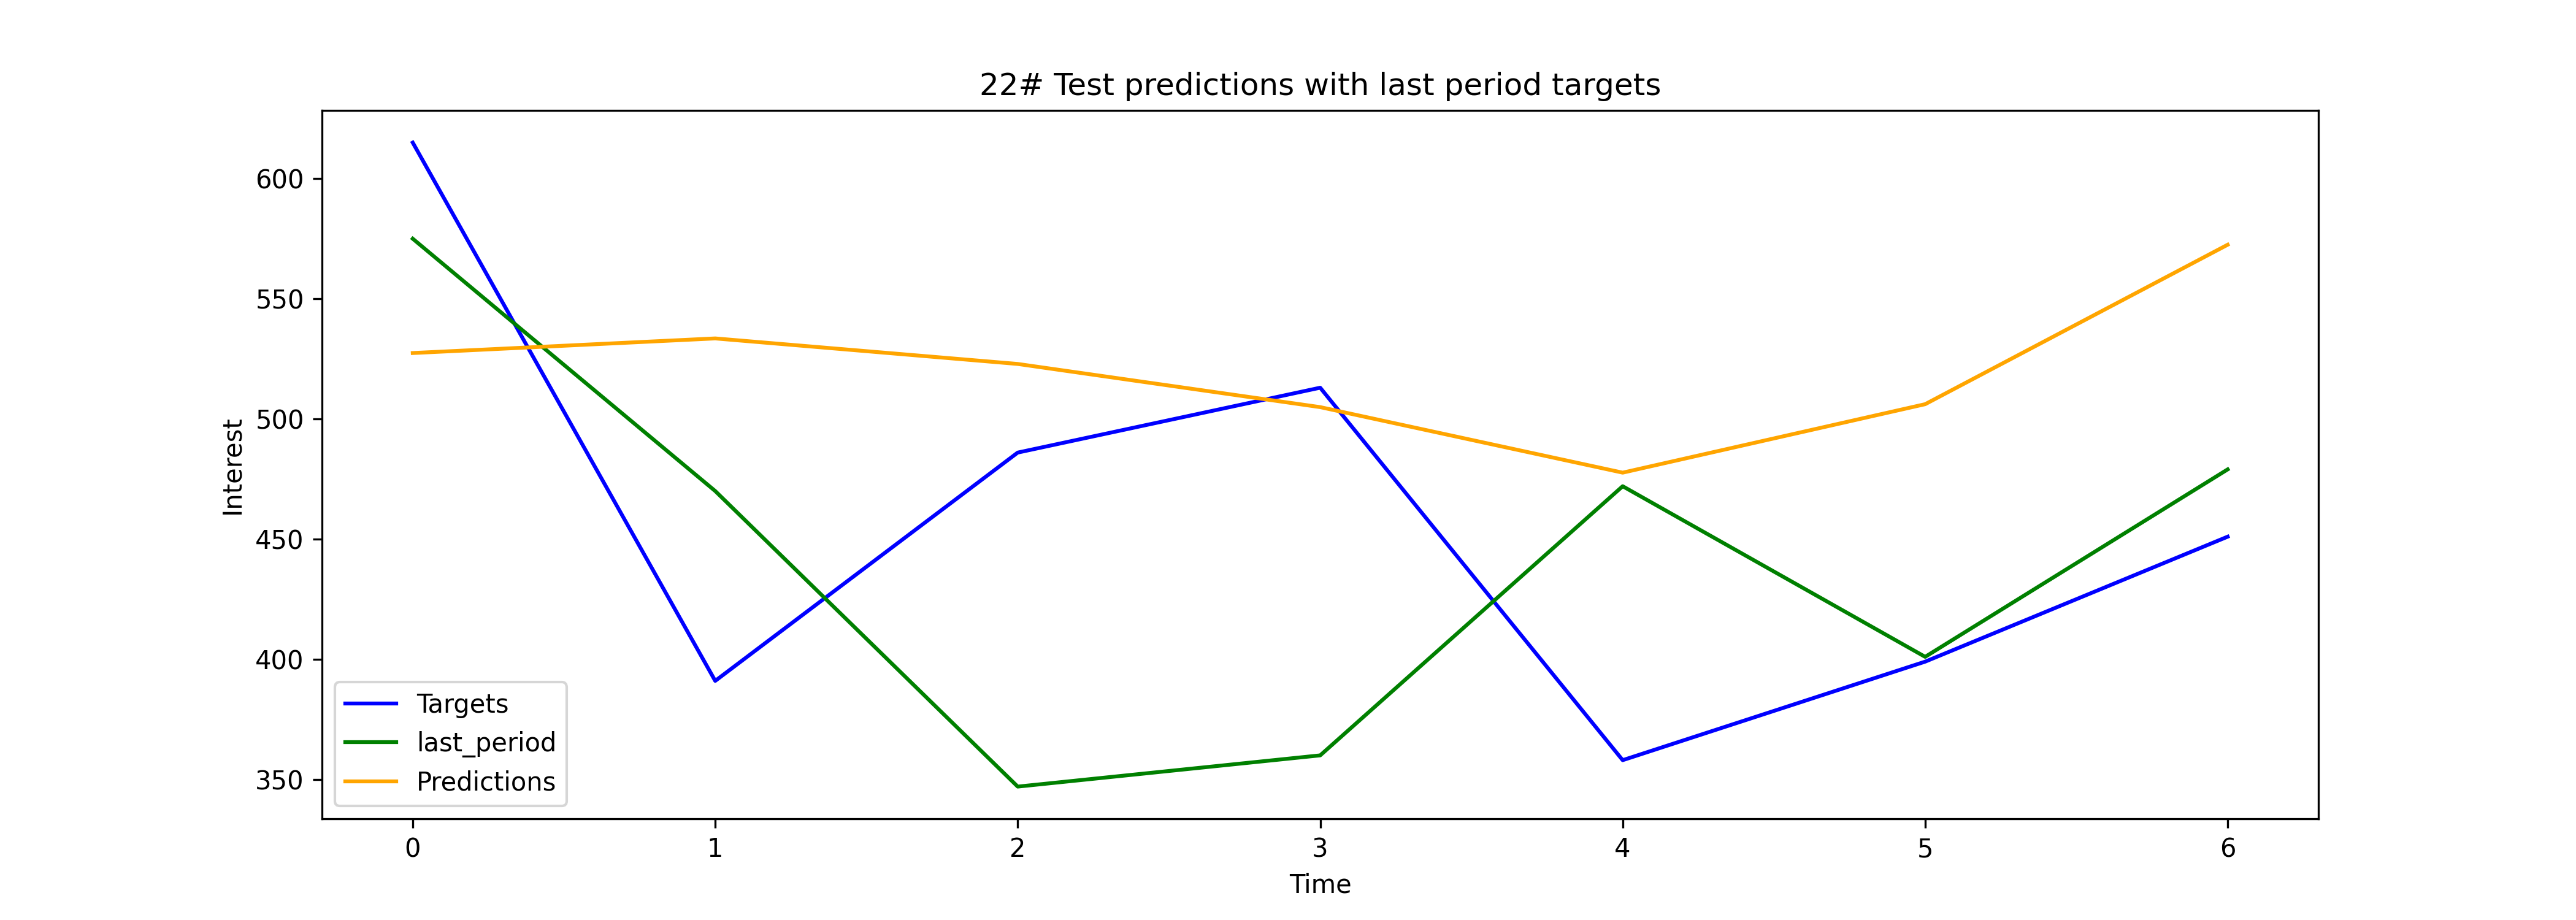 22# Test predictions with last period targets
Interest
600
550
500
450
400
350
Targets
last_period
Predictions
0 1 2 3 4 5 6
Time